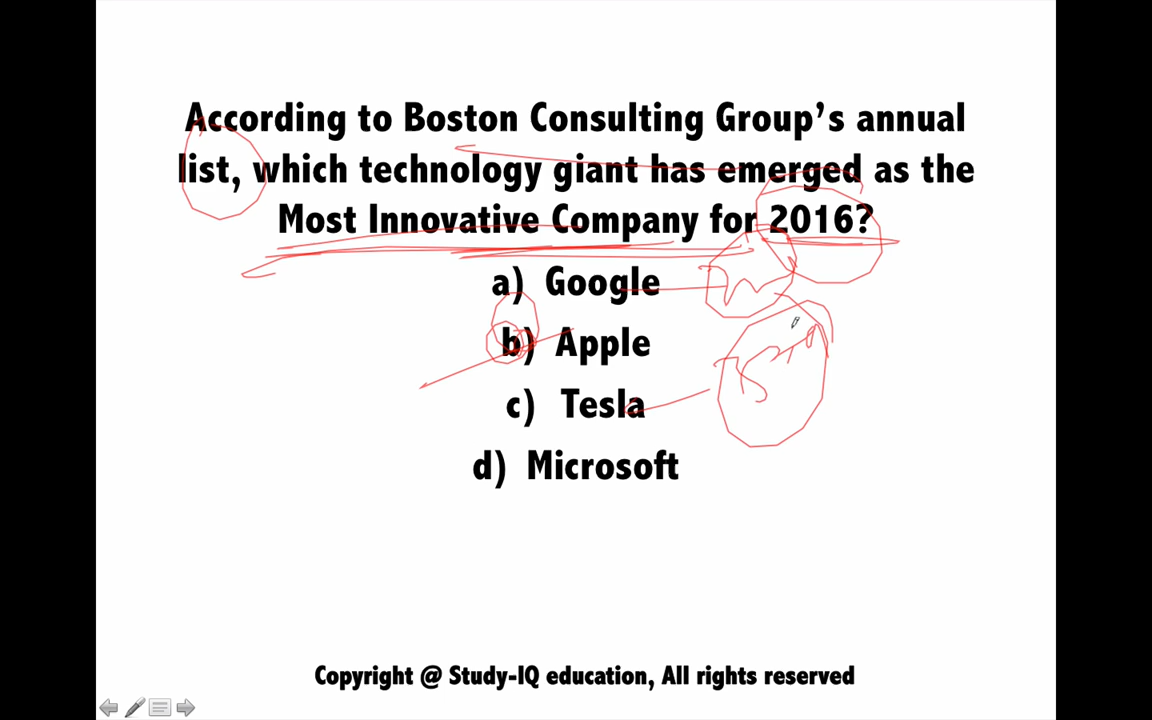 According to Boston Consulting Group's annual
list, which technology giant has emerged as the
Most Innovative Company for 2016?
a) Google
b) Apple
c) Tesla
d) Microsoft
Copyright @ Study-IQ education, All rights reserved